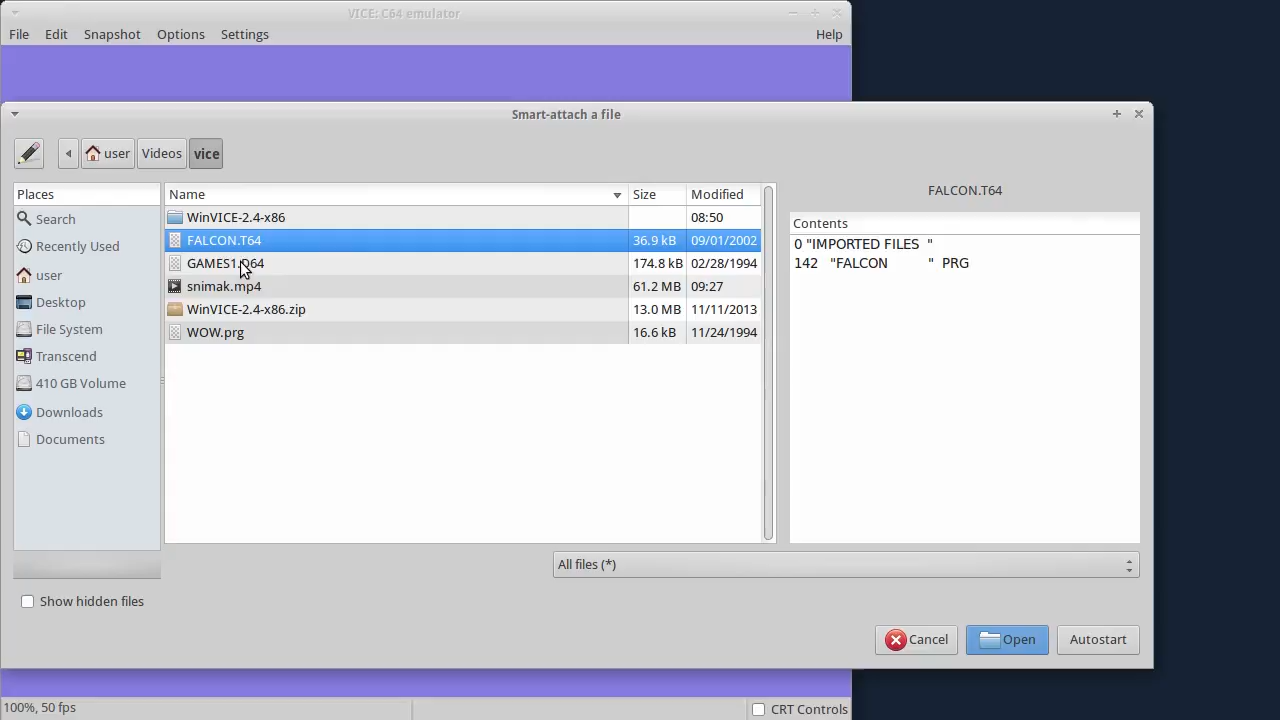 VICE: C64 emulator
File Edit Snapshot Options Settings Help
Smart-attach a file
user Videos vice
Places
Search
Recently Used
user
Desktop
File System
Transcend
410 GB Volume
Downloads
Documents
Name Size Modified
WinVICE-2.4-x86 08:50
FALCON.T64 36.9 kB 09/01/2002
GAMES1.D64 174.8 kB 02/28/1994
snimak.mp4 61.2 MB 09:27
WinVICE-2.4-x86.zip 13.0 MB 11/11/2013
WOW.prg 16.6 kB 11/24/1994
FALCON.T64
Contents
0 "IMPORTED FILES "
142 "FALCON " PRG
All files (*)
Show hidden files
Cancel Open Autostart
100%, 50 fps
CRT Controls